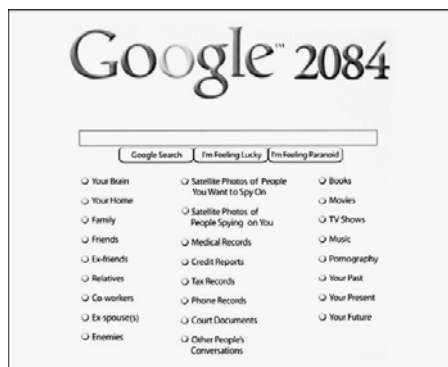 Google™ 2084
Google Search
I'm Feeling Lucky
I'm Feeling Paranoid
Your Brain
Your Home
Family
Friends
Ex-friends
Relatives
Co-workers
Ex-spouse(s)
Enemies
Satellite Photos of People
You Want to Spy On
Satellite Photos of
People Spying on You
Medical Records
Credit Reports
Tax Records
Phone Records
Court Documents
Other People's
Conversations
Books
Movies
TV Shows
Music
Pornography
Your Past
Your Present
Your Future